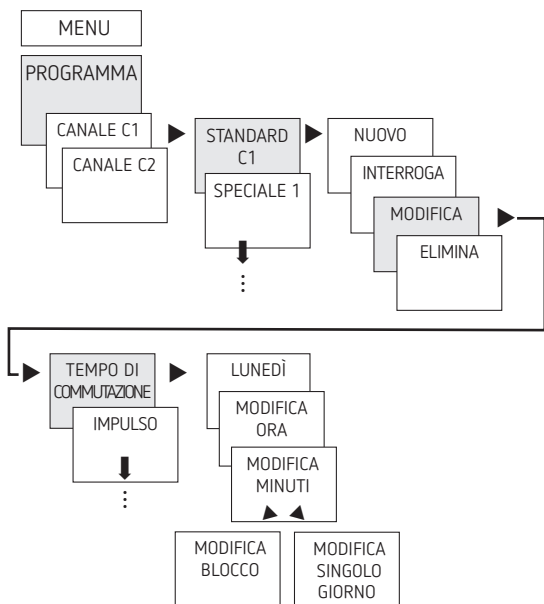 MENU
PROGRAMMA
CANALE C1
CANALE C2
STANDARD
C1
SPECIALE 1
NUOVO
INTERROGA
MODIFICA
ELIMINA
TEMPO DI
COMMUTAZIONE
IMPULSO
LUNEDÌ
MODIFICA
ORA
MODIFICA
MINUTI
MODIFICA
BLOCCO
MODIFICA
SINGOLO
GIORNO